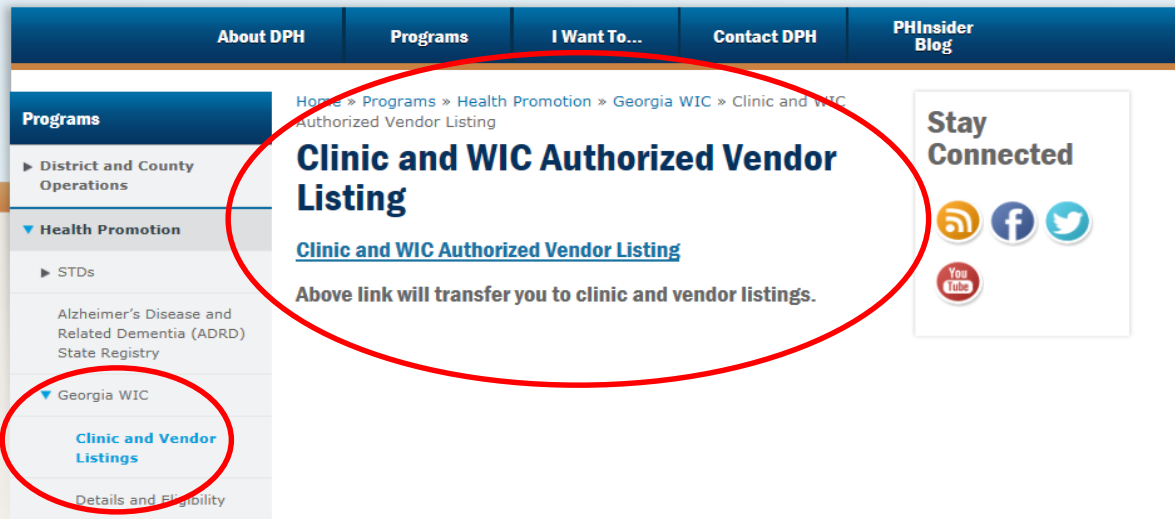 About DPH
Programs
I Want To...
Contact DPH
PHInsider
Blog
Programs
▶ District and County
Operations
▼ Health Promotion
▶ STDs
Alzheimer's Disease and
Related Dementia (ADRD)
State Registry
▼ Georgia WIC
Clinic and Vendor
Listings
Details and Eligibility
Home » Programs » Health Promotion » Georgia WIC » Clinic and WIC
Authorized Vendor Listing
Clinic and WIC Authorized Vendor
Listing
Clinic and WIC Authorized Vendor Listing
Above link will transfer you to clinic and vendor listings.
Stay
Connected
You
Tube